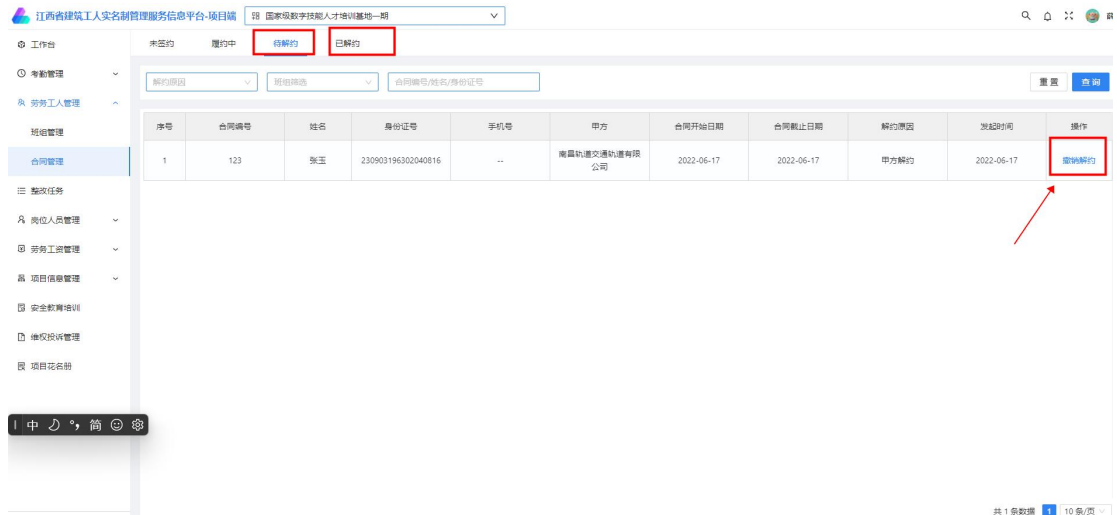 江西省建筑工人实名制管理服务信息平台-项目端
国家级数字技能人才培训基地一期
工作台
考勤管理
劳务工人管理
班组管理
合同管理
整改任务
岗位人员管理
劳务工资管理
项目信息管理
安全教育培训
维权投诉管理
项目花名册
未签约 履约中 待解约 已解约
解约原因 班组筛选 合同编号/姓名/身份证号 重置 查询
序号 合同编号 姓名 身份证号 手机号 甲方 合同开始日期 合同截止日期 解约原因 发起时间 操作
1 123 张玉 230903196302040816 -- 南昌轨道交通轨道有限公司 2022-06-17 2022-06-17 甲方解约 2022-06-17 撤销解约
中 简
共 1 条数据 1 10 条/页